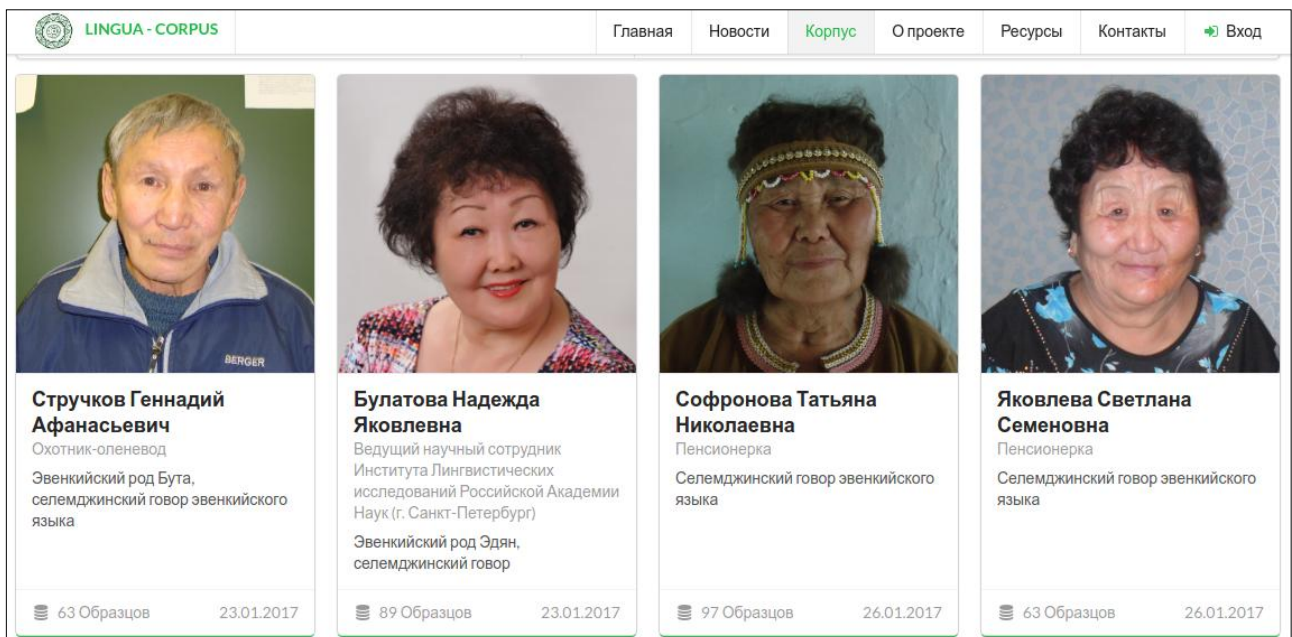 LINGUA - CORPUS
Главная
Новости
Корпус
О проекте
Ресурсы
Контакты
Вход
BERGER
Стручков Геннадий
Афанасьевич
Охотник-оленевод
Эвенкийский род Бута,
селемджинский говор эвенкийского
языка
63 Образцов
23.01.2017
Булатова Надежда
Яковлевна
Ведущий научный сотрудник
Института Лингвистических
исследований Российской Академии
Наук (г. Санкт-Петербург)
Эвенкийский род Эдян,
селемджинский говор
89 Образцов
23.01.2017
Софронова Татьяна
Николаевна
Пенсионерка
Селемджинский говор эвенкийского
языка
97 Образцов
26.01.2017
Яковлева Светлана
Семеновна
Пенсионерка
Селемджинский говор эвенкийского
языка
63 Образцов
26.01.2017